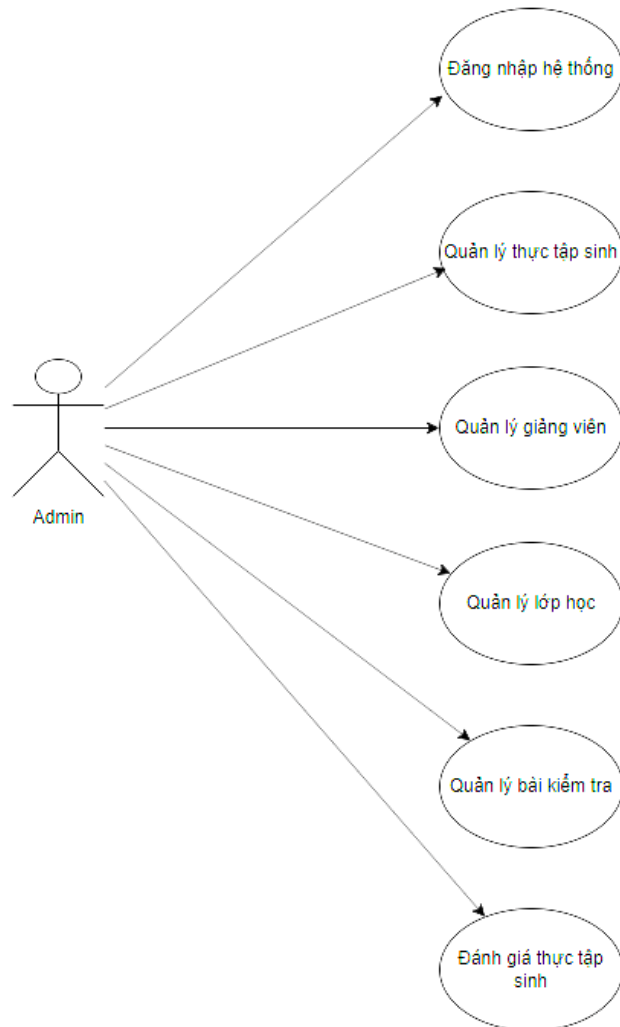 Đăng nhập hệ thống
Quản lý thực tập sinh
Quản lý giảng viên
Admin
Quản lý lớp học
Quản lý bài kiểm tra
Đánh giá thực tập
sinh